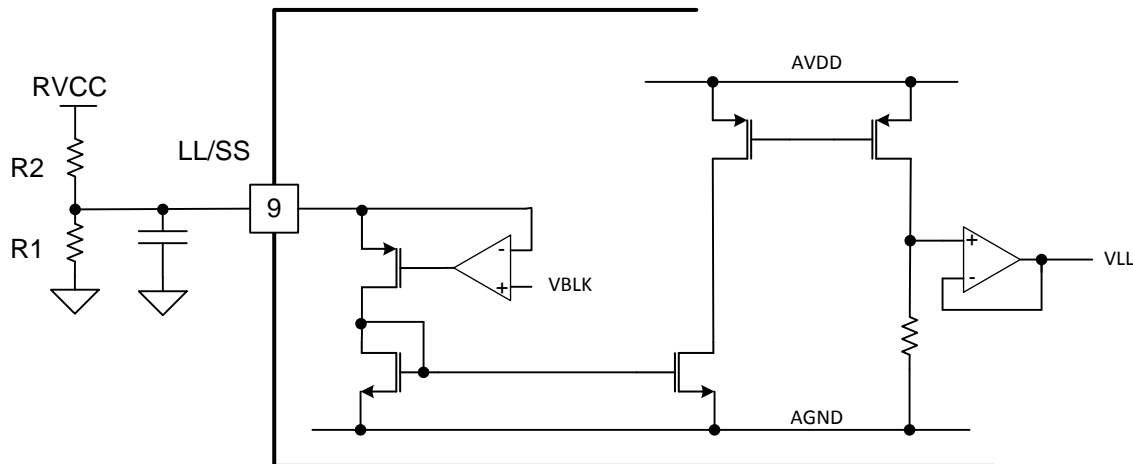 AVDD
RVCC
LL/SS
R2
9
R1
-
+
VBLK
+
-
VLL
AGND